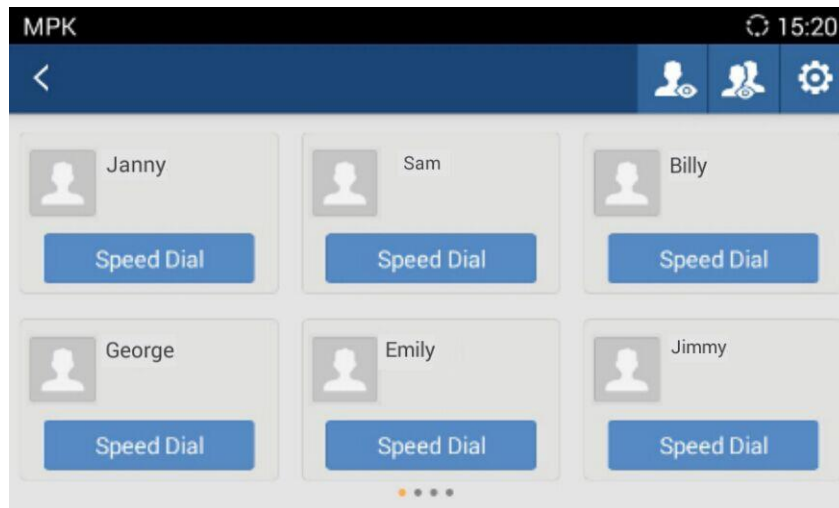 MPK 15:20
Janny Sam Billy
Speed Dial Speed Dial Speed Dial
George Emily Jimmy
Speed Dial Speed Dial Speed Dial